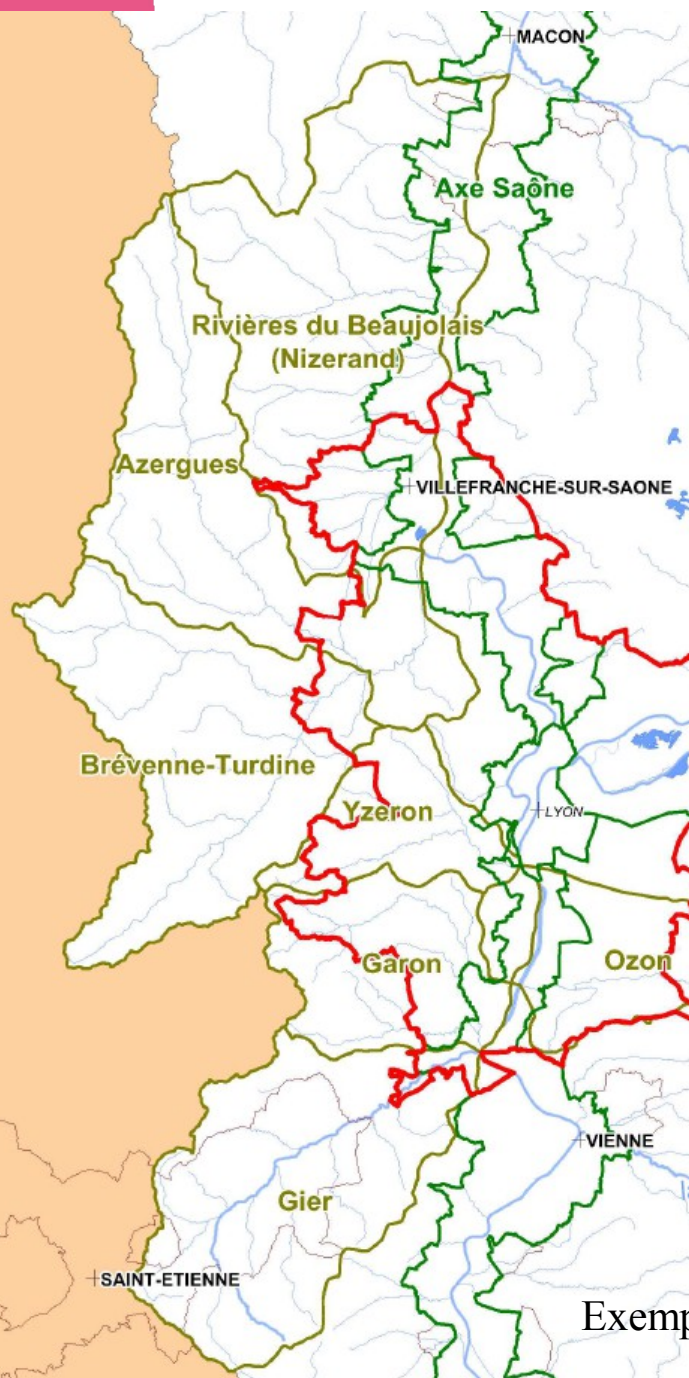 MACON
Axe Saône
Rivières du Beaujolais
(Nizerand)
Azergues
VILLEFRANCHE-SUR-SAONE
Brévenne-Turdine
Yzeron
LYON
Garon
Ozon
VIENNE
Gier
SAINT-ETIENNE
Exemp